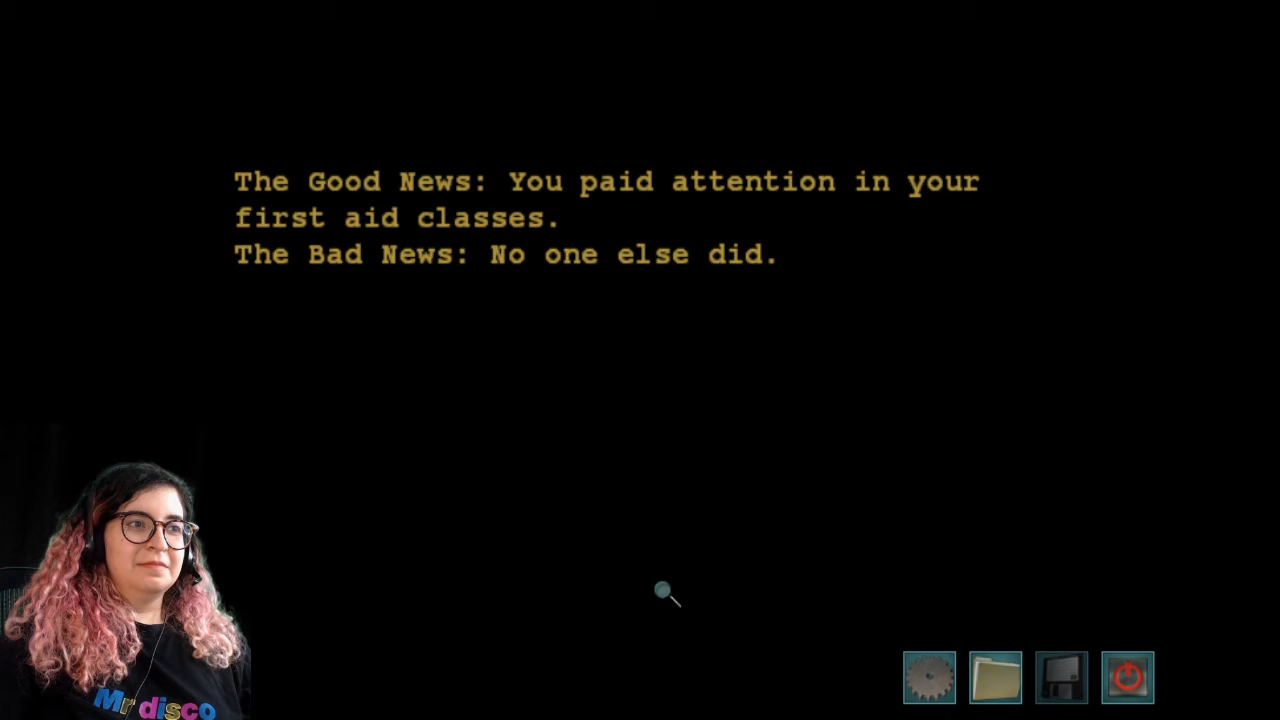 The Good News: You paid attention in your
first aid classes.
The Bad News: No one else did.
Mr disco